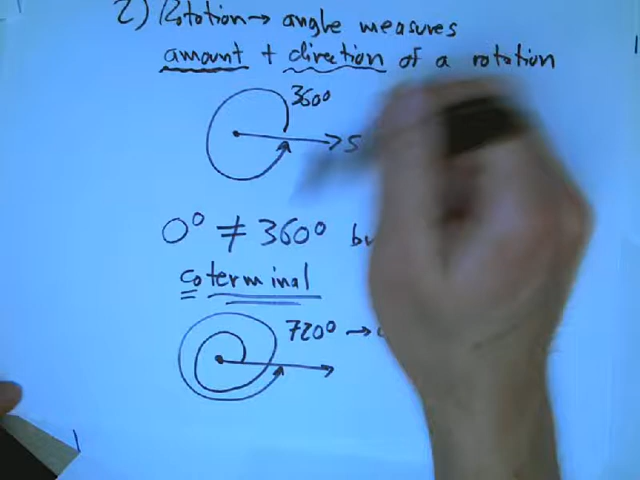 2) Rotation → angle measures
amount + direction of a rotation
360°
S
0° ≠ 360°
coterminal
720° →